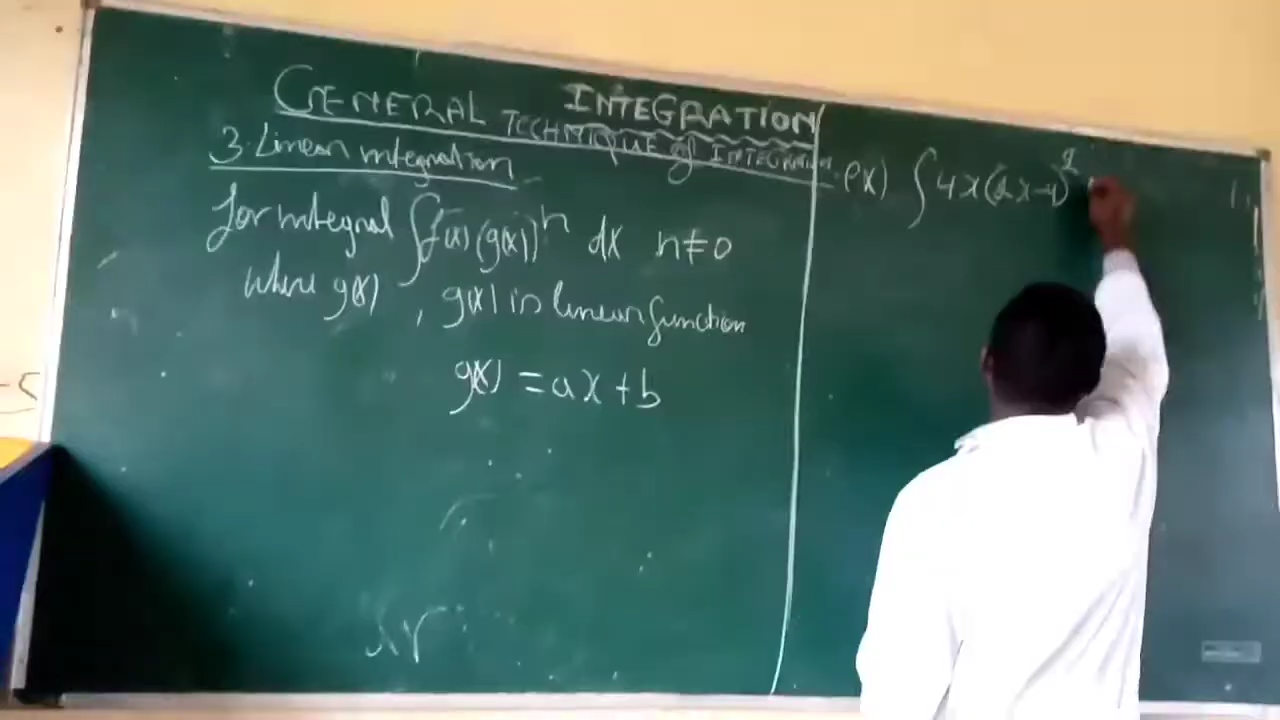 INTEGRATION
GENERAL TECHNIQUE of INTEGRATION
3. Linear integration
for integral ∫f(x)(g(x))^n dx n≠0
where g(x), g(x) is linear function
g(x) = ax+b
ex) ∫4x(2x-4)